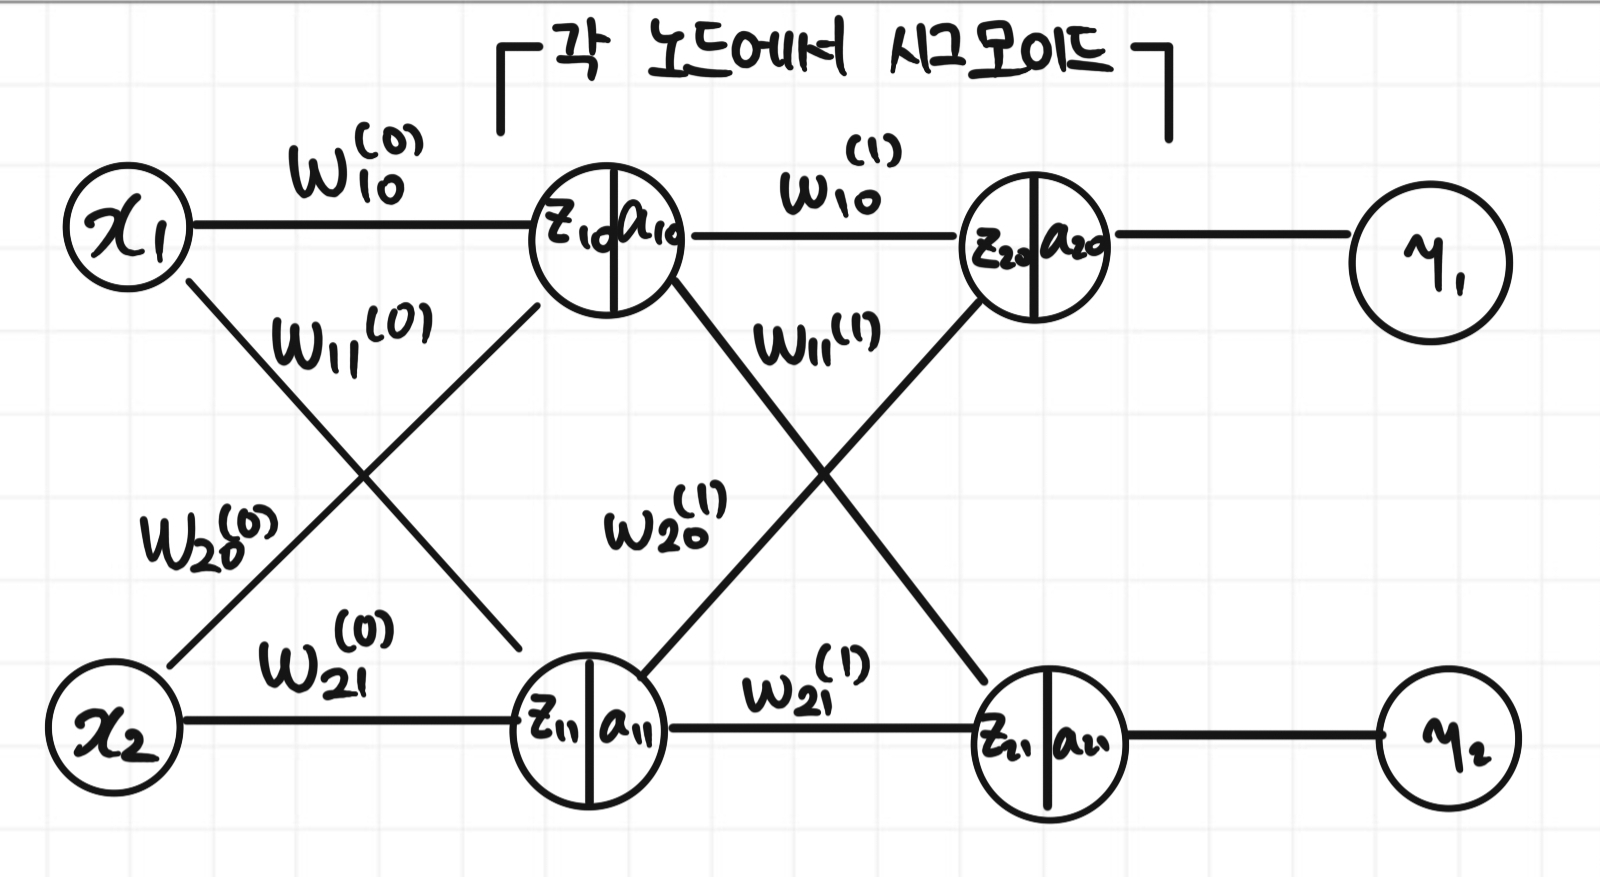 각 노드에서 시그모이드
x₁ W₁₀⁽⁰⁾ z₁₀ a₁₀ W₁₀⁽¹⁾ z₂₀ a₂₀ y₁
W₁₁⁽⁰⁾ W₁₁⁽¹⁾
W₂₀⁽⁰⁾ W₂₀⁽¹⁾
x₂ W₂₁⁽⁰⁾ z₁₁ a₁₁ W₂₁⁽¹⁾ z₂₁ a₂₁ y₂